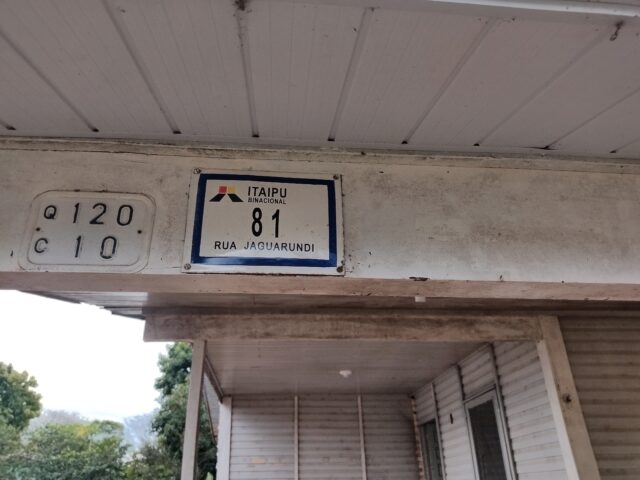 Q 120
C 10
ITAIPU
BINACIONAL
81
RUA JAGUARUNDI